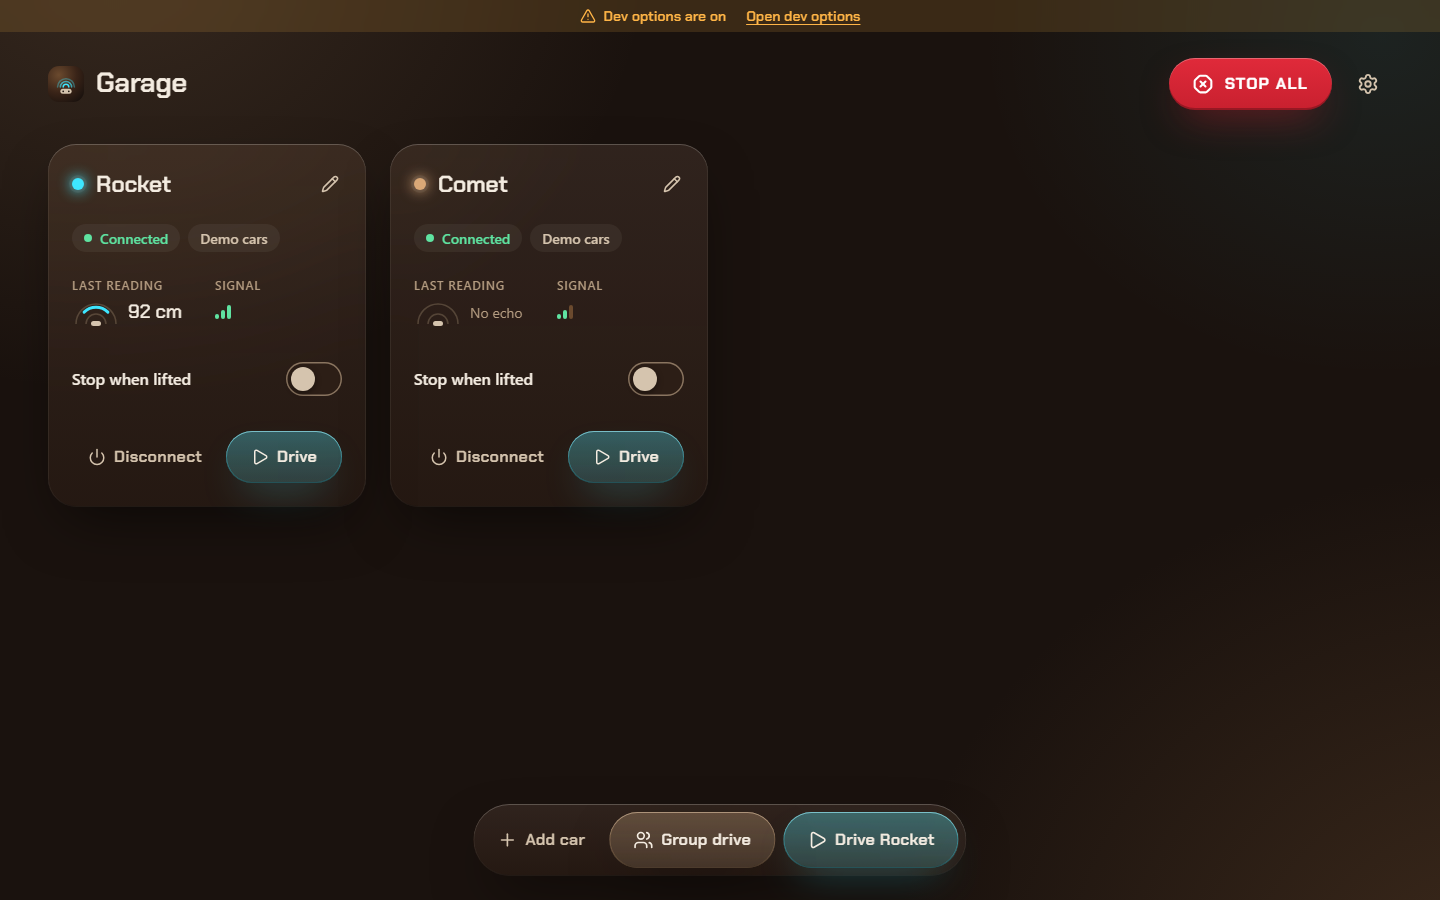 Dev options are on Open dev options
Garage
STOP ALL
Rocket
Connected Demo cars
LAST READING SIGNAL
92 cm
Stop when lifted
Disconnect Drive
Comet
Connected Demo cars
LAST READING SIGNAL
No echo
Stop when lifted
Disconnect Drive
Add car Group drive Drive Rocket